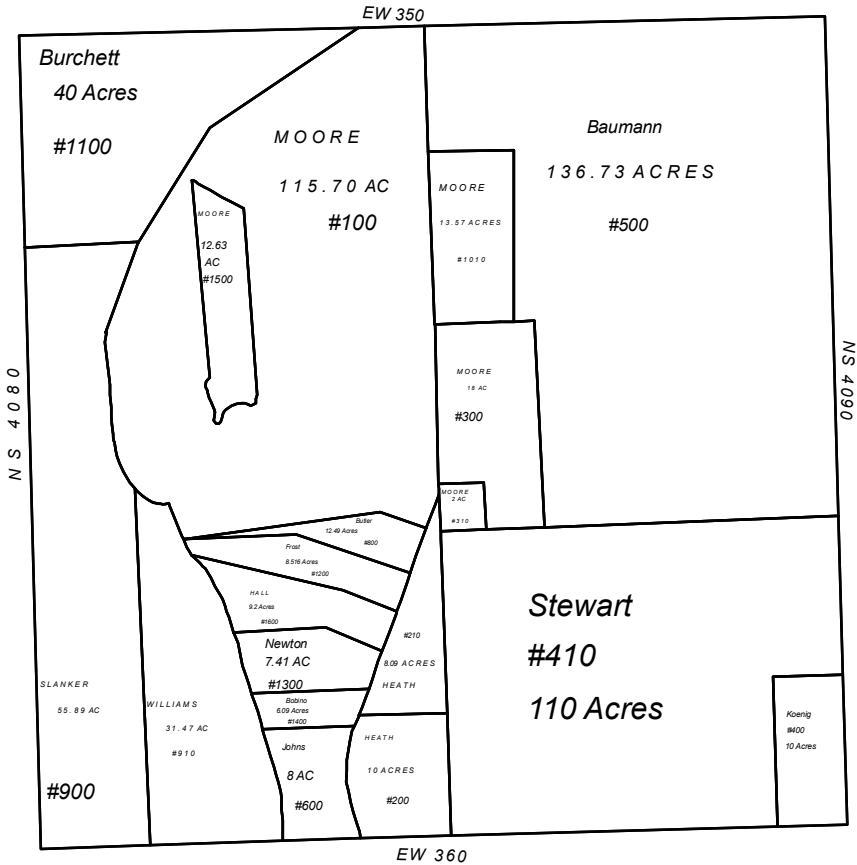 EW 350
Burchett
40 Acres
#1100
MOORE
115.70 AC
#100
MOORE
12.63
AC
#1500
MOORE
13.57 ACRES
#1010
Baumann
136.73 ACRES
#500
NS 4080
NS 4090
MOORE
16 AC
#300
MOORE
2 AC
#310
Butler
12.49 Acres
#800
Frost
8.516 Acres
#1200
HALL
9.2 Acres
#1600
Newton
7.41 AC
#1300
Bobino
6.09 Acres
#1400
Johns
8 AC
#600
#210
8.09 ACRES
HEATH
HEATH
10 ACRES
#200
Stewart
#410
110 Acres
Koenig
#400
10 Acres
SLANKER
55.89 AC
#900
WILLIAMS
31.47 AC
#910
EW 360